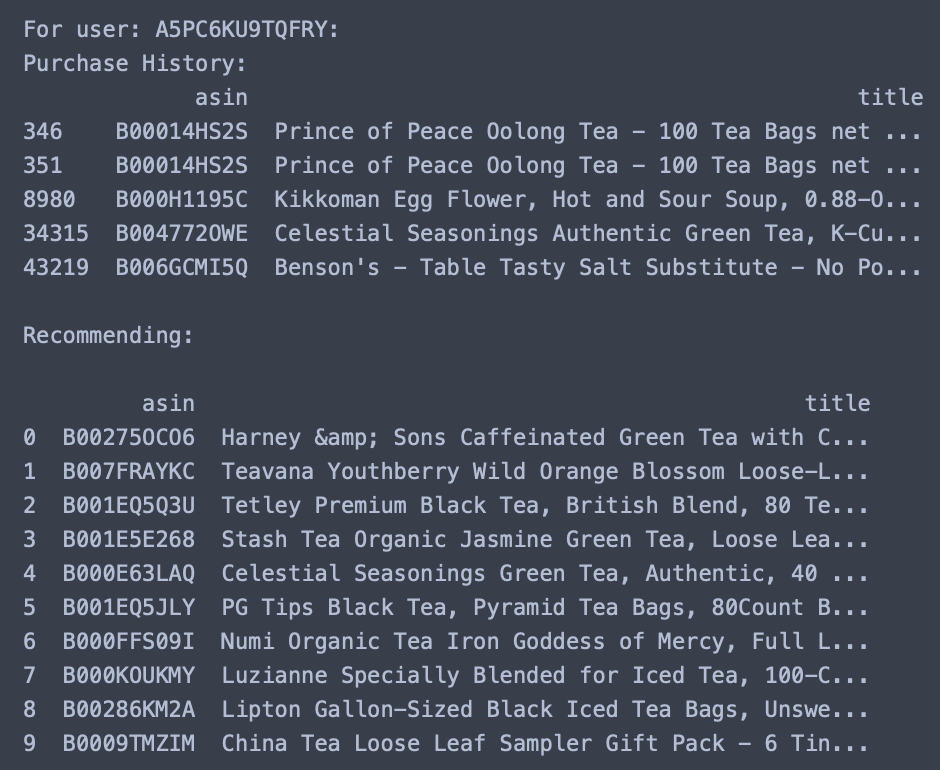 For user: A5PC6KU9TQFRY:
Purchase History:
asin title
346 B00014HS2S Prince of Peace Oolong Tea - 100 Tea Bags net ...
351 B00014HS2S Prince of Peace Oolong Tea - 100 Tea Bags net ...
8980 B000H1195C Kikkoman Egg Flower, Hot and Sour Soup, 0.88-O...
34315 B004772OWE Celestial Seasonings Authentic Green Tea, K-Cu...
43219 B006GCMI5Q Benson's - Table Tasty Salt Substitute - No Po...
Recommending:
asin title
0 B00275OCO6 Harney &amp; Sons Caffeinated Green Tea with C...
1 B007FRAYKC Teavana Youthberry Wild Orange Blossom Loose-L...
2 B001EQ5Q3U Tetley Premium Black Tea, British Blend, 80 Te...
3 B001E5E268 Stash Tea Organic Jasmine Green Tea, Loose Lea...
4 B000E63LAQ Celestial Seasonings Green Tea, Authentic, 40 ...
5 B001EQ5JLY PG Tips Black Tea, Pyramid Tea Bags, 80Count B...
6 B000FFS09I Numi Organic Tea Iron Goddess of Mercy, Full L...
7 B000KOUKMY Luzianne Specially Blended for Iced Tea, 100-C...
8 B00286KM2A Lipton Gallon-Sized Black Iced Tea Bags, Unswe...
9 B0009TMZIM China Tea Loose Leaf Sampler Gift Pack - 6 Tin...